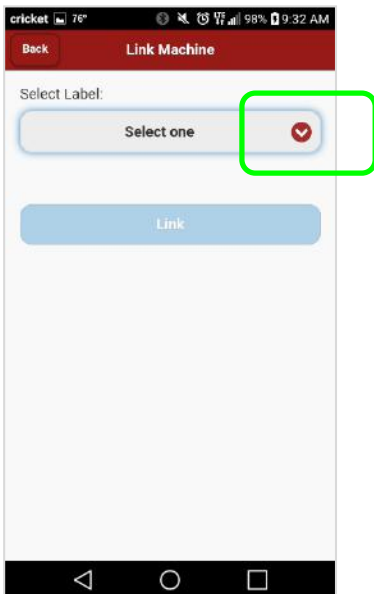 cricket 76° 98% 9:32 AM
Back Link Machine
Select Label:
Select one
Link